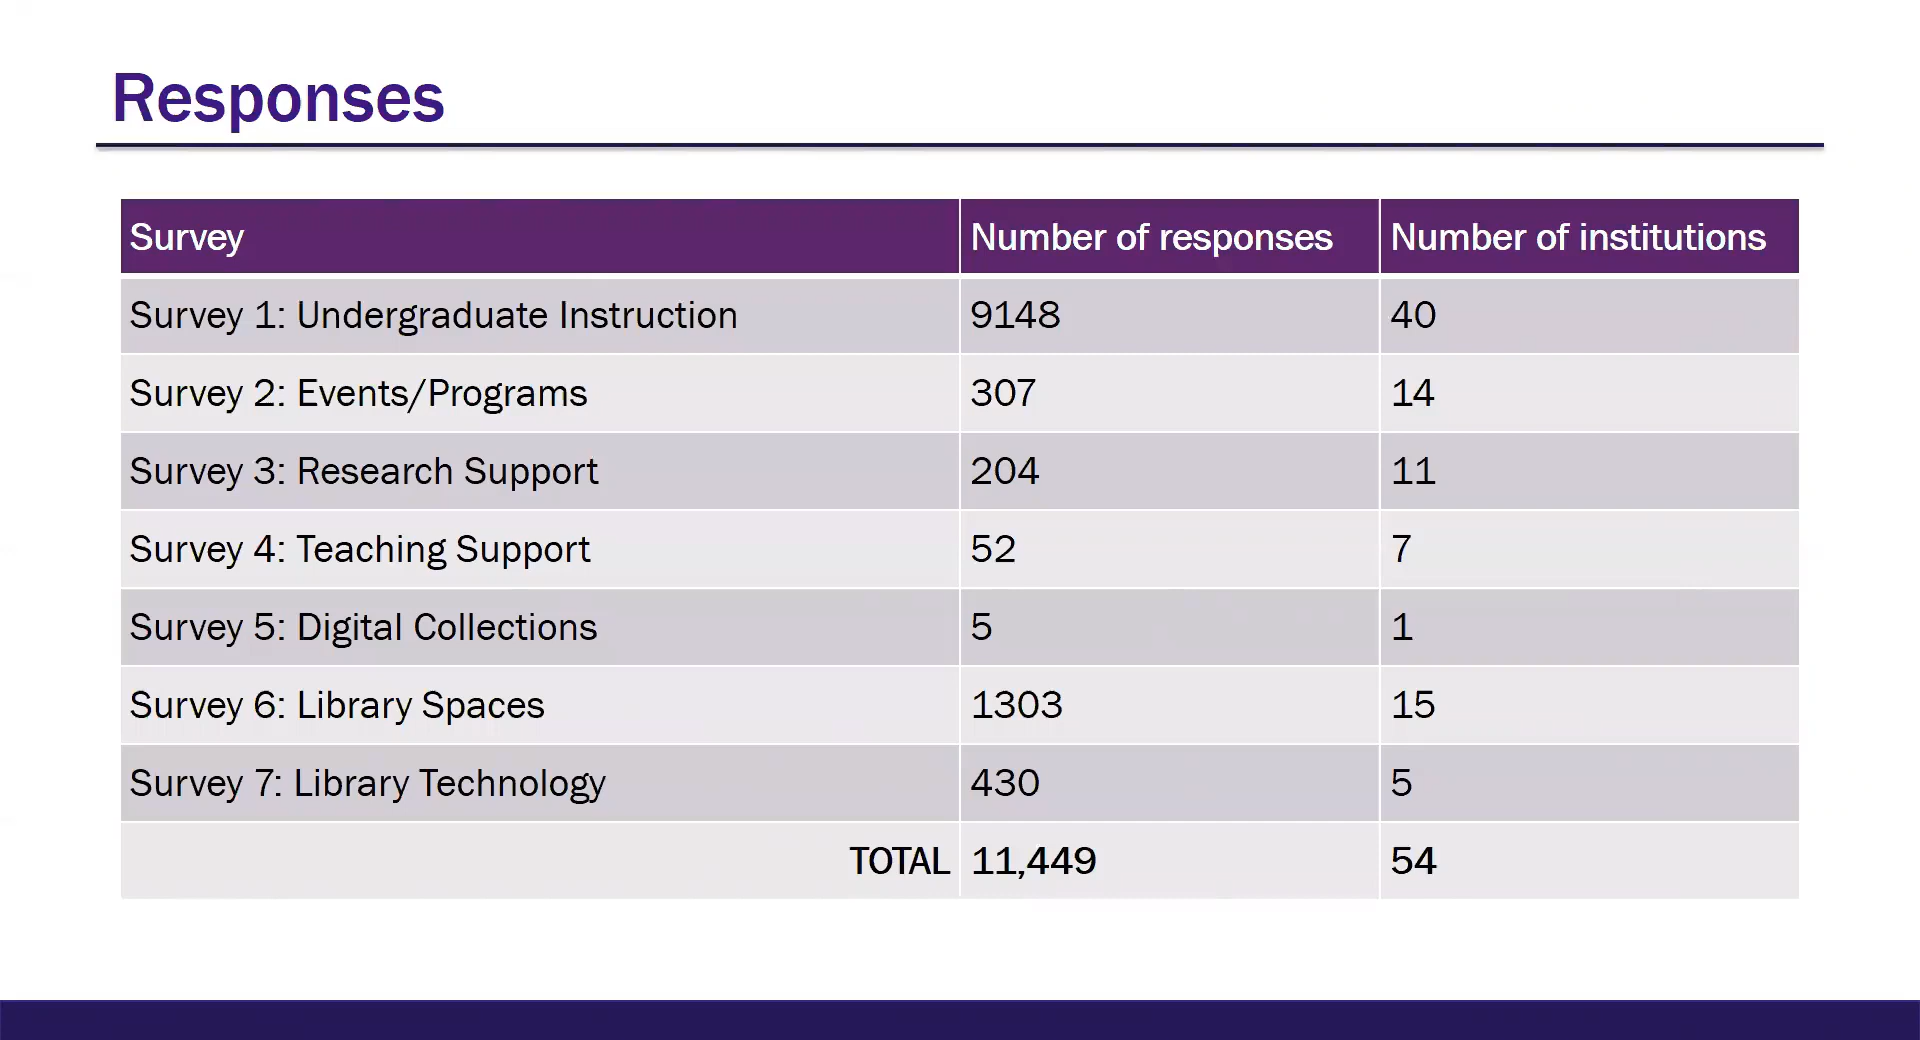 Responses
Survey Number of responses Number of institutions
Survey 1: Undergraduate Instruction 9148 40
Survey 2: Events/Programs 307 14
Survey 3: Research Support 204 11
Survey 4: Teaching Support 52 7
Survey 5: Digital Collections 5 1
Survey 6: Library Spaces 1303 15
Survey 7: Library Technology 430 5
TOTAL 11,449 54